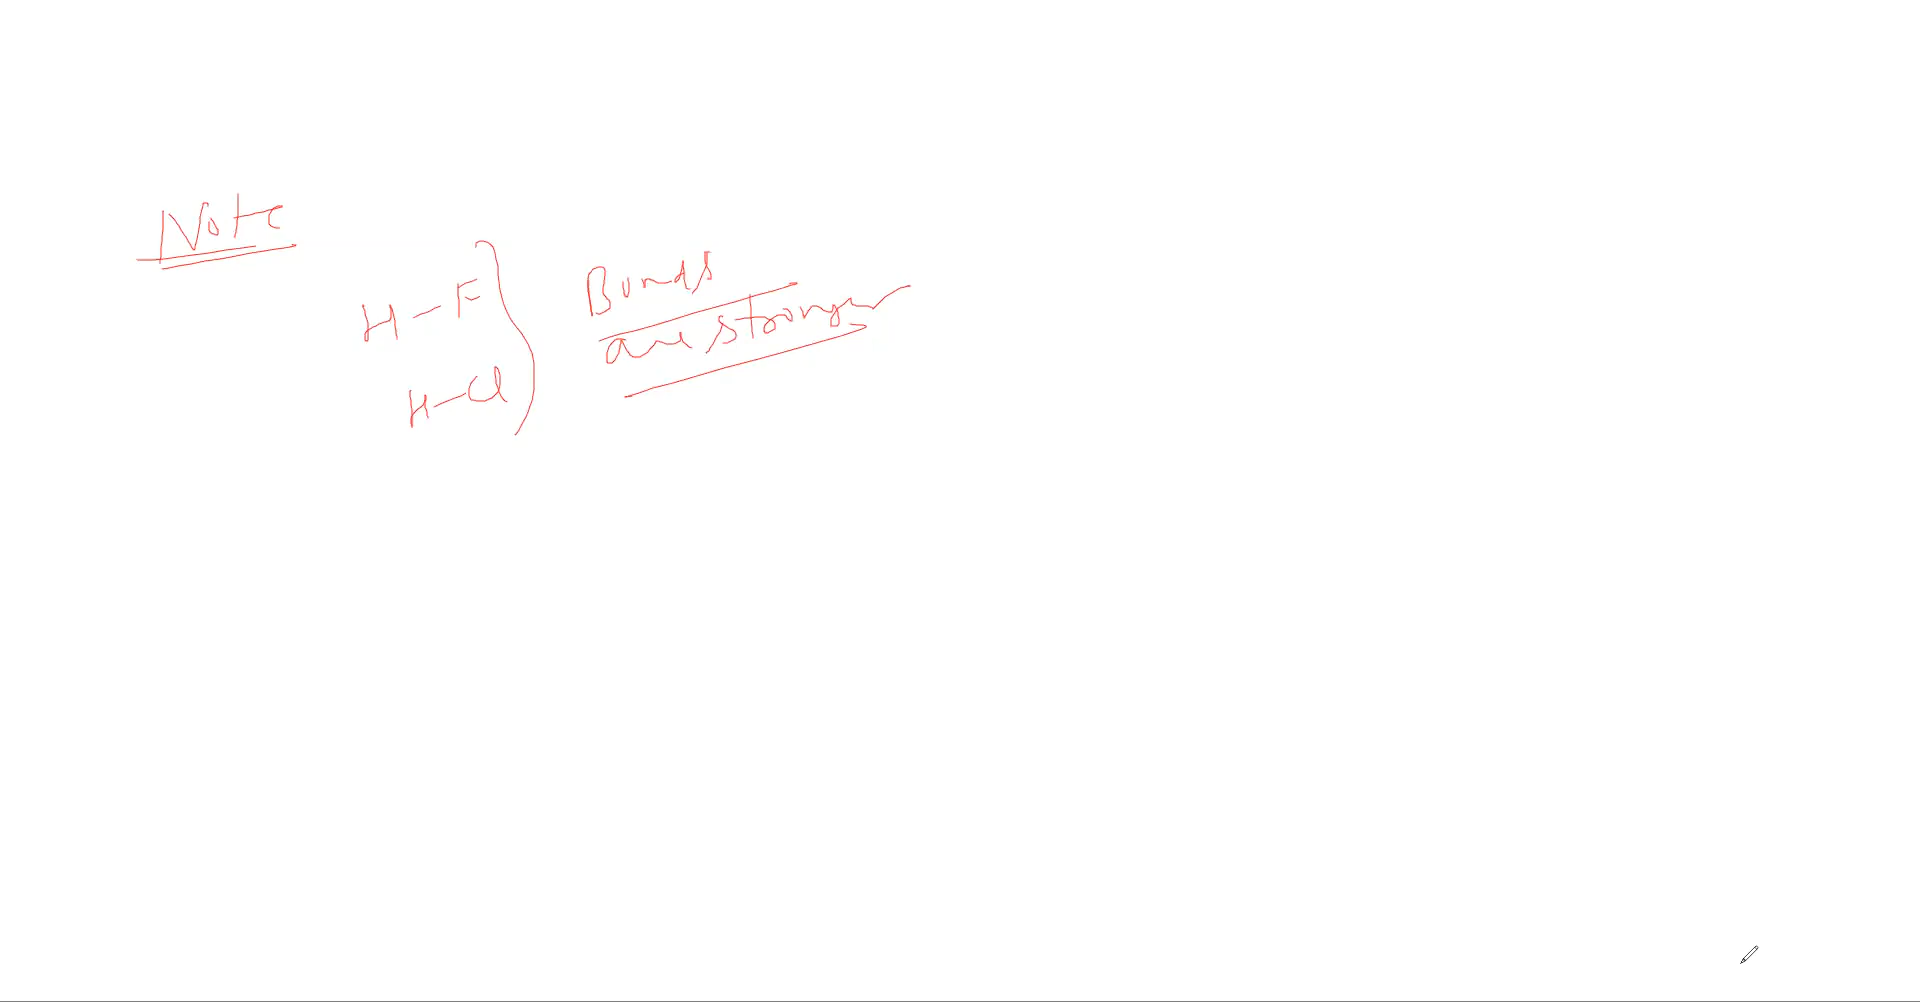 Note
H-F
H-Cl
Bonds
are stronger